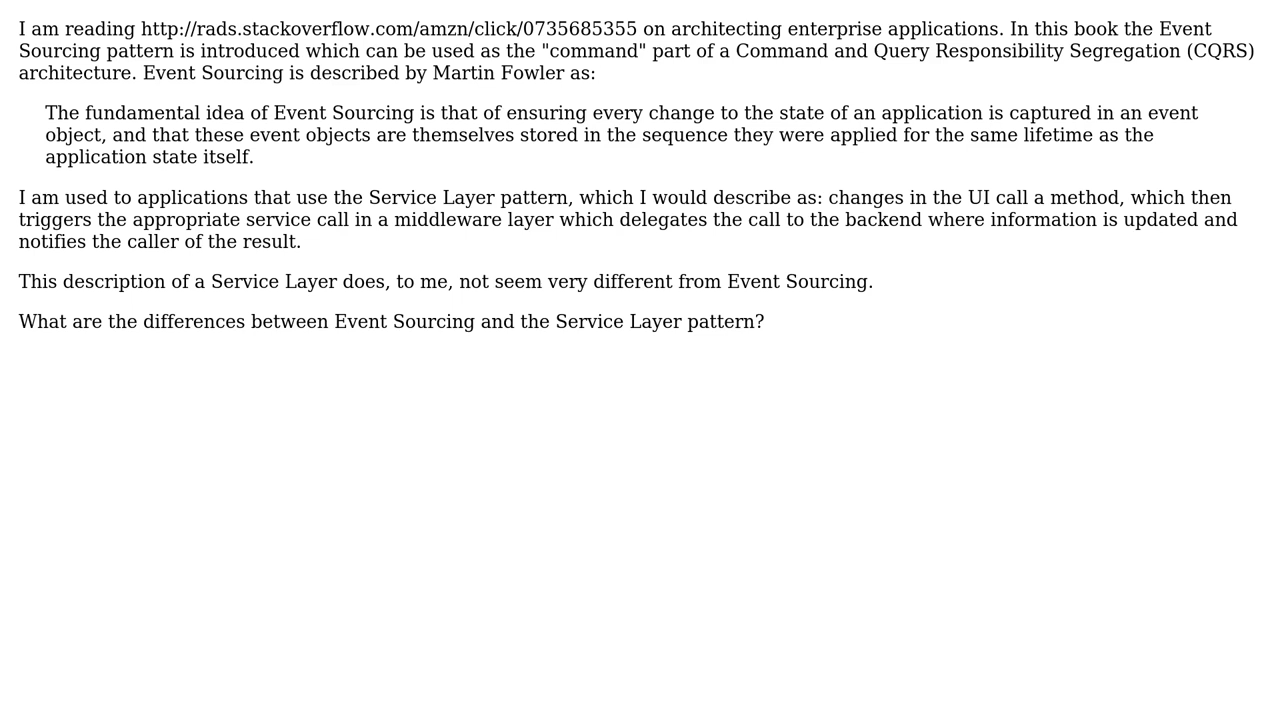 I am reading http://rads.stackoverflow.com/amzn/click/0735685355 on architecting enterprise applications. In this book the Event
Sourcing pattern is introduced which can be used as the "command" part of a Command and Query Responsibility Segregation (CQRS)
architecture. Event Sourcing is described by Martin Fowler as:
The fundamental idea of Event Sourcing is that of ensuring every change to the state of an application is captured in an event
object, and that these event objects are themselves stored in the sequence they were applied for the same lifetime as the
application state itself.
I am used to applications that use the Service Layer pattern, which I would describe as: changes in the UI call a method, which then
triggers the appropriate service call in a middleware layer which delegates the call to the backend where information is updated and
notifies the caller of the result.
This description of a Service Layer does, to me, not seem very different from Event Sourcing.
What are the differences between Event Sourcing and the Service Layer pattern?